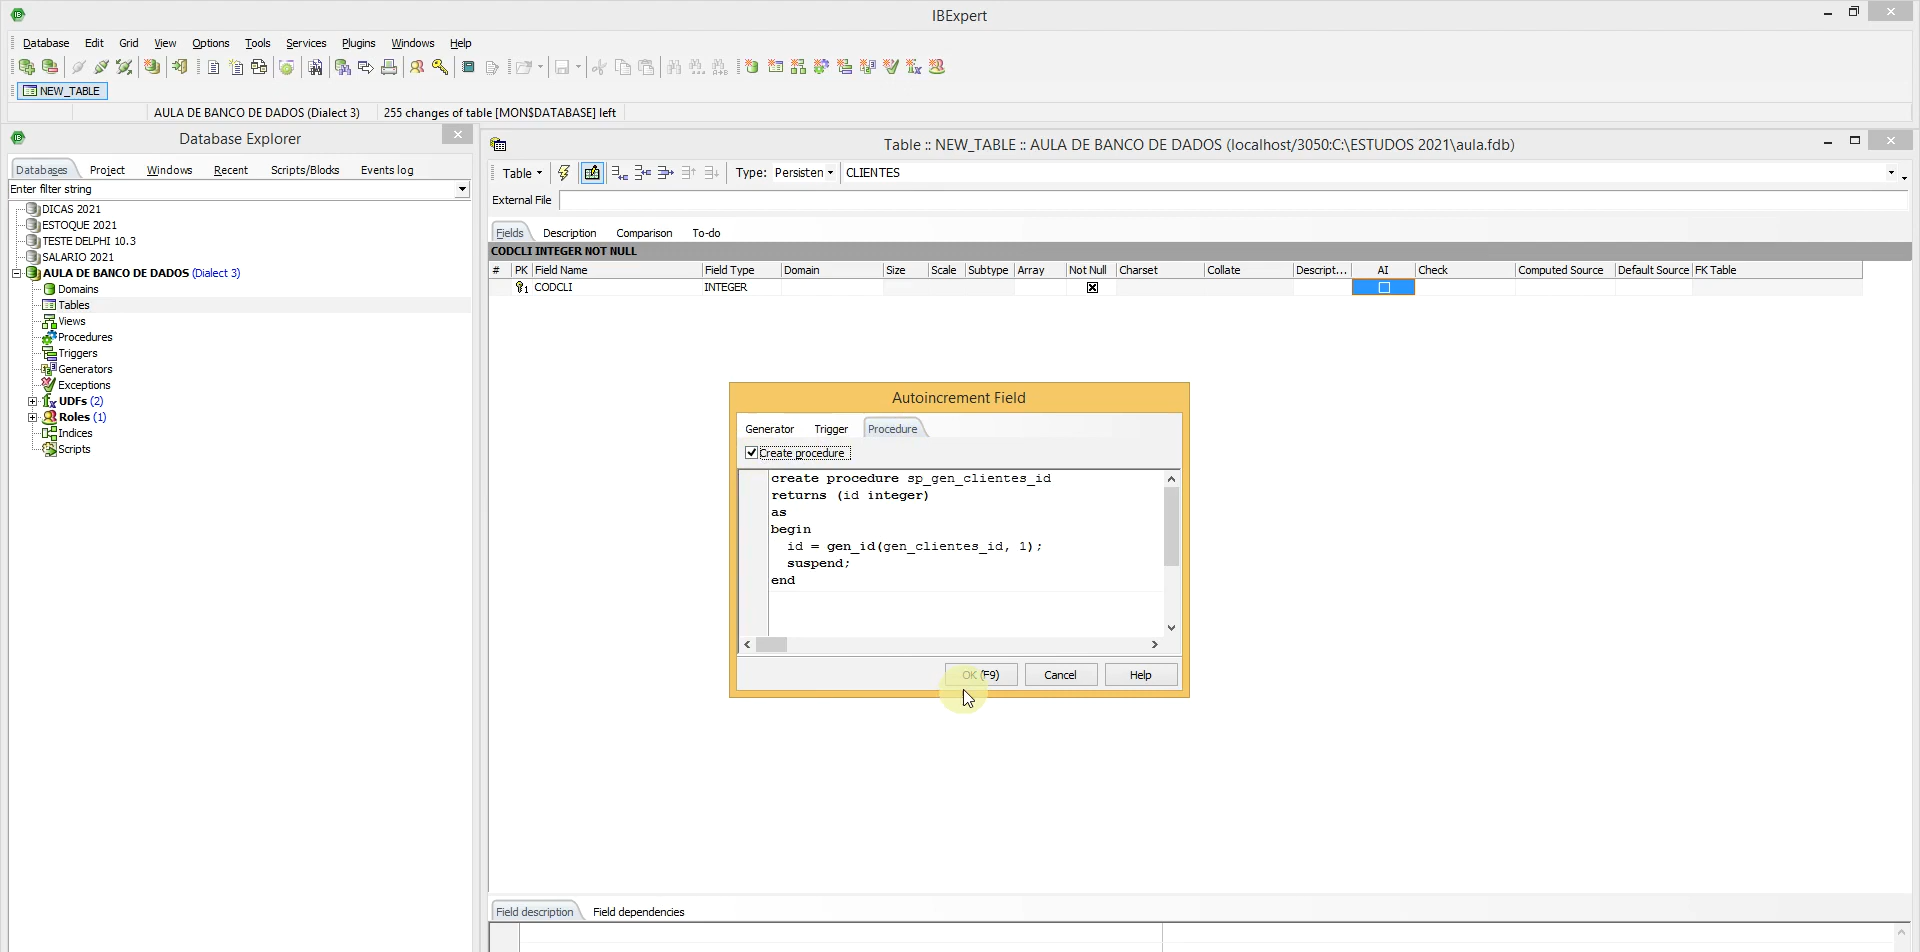 IBExpert
Database Edit Grid View Options Tools Services Plugins Windows Help
NEW_TABLE
AULA DE BANCO DE DADOS (Dialect 3) 255 changes of table [MON$DATABASE] left
Database Explorer
Databases Project Windows Recent Scripts/Blocks Events log
Enter filter string
DICAS 2021
ESTOQUE 2021
TESTE DELPHI 10.3
SALARIO 2021
AULA DE BANCO DE DADOS (Dialect 3)
Domains
Tables
Views
Procedures
Triggers
Generators
Exceptions
UDFs (2)
Roles (1)
Indices
Scripts
Table :: NEW_TABLE :: AULA DE BANCO DE DADOS (localhost/3050:C:\ESTUDOS 2021\aula.fdb)
Table Type: Persisten CLIENTES
External File
Fields Description Comparison To-do
CODCLI INTEGER NOT NULL
# PK Field Name Field Type Domain Size Scale Subtype Array Not Null Charset Collate Descript... AI Check Computed Source Default Source FK Table
1 CODCLI INTEGER
Autoincrement Field
Generator Trigger Procedure
Create procedure
create procedure sp_gen_clientes_id
returns (id integer)
as
begin
id = gen_id(gen_clientes_id, 1);
suspend;
end
OK (F9) Cancel Help
Field description Field dependencies